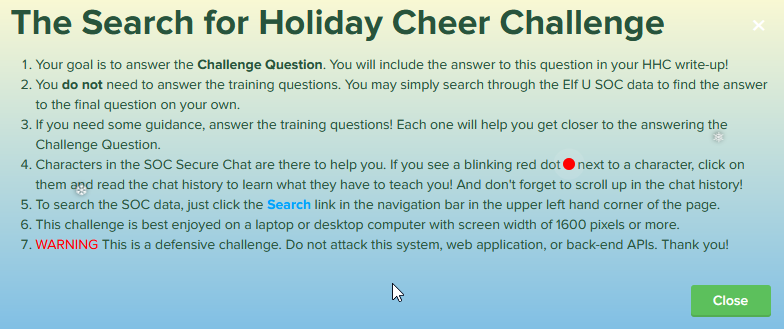 The Search for Holiday Cheer Challenge
1. Your goal is to answer the Challenge Question. You will include the answer to this question in your HHC write-up!
2. You do not need to answer the training questions. You may simply search through the Elf U SOC data to find the answer
to the final question on your own.
3. If you need some guidance, answer the training questions! Each one will help you get closer to the answering the
Challenge Question.
4. Characters in the SOC Secure Chat are there to help you. If you see a blinking red dot next to a character, click on
them and read the chat history to learn what they have to teach you! And don't forget to scroll up in the chat history!
5. To search the SOC data, just click the Search link in the navigation bar in the upper left hand corner of the page.
6. This challenge is best enjoyed on a laptop or desktop computer with screen width of 1600 pixels or more.
7. WARNING This is a defensive challenge. Do not attack this system, web application, or back-end APIs. Thank you!
Close